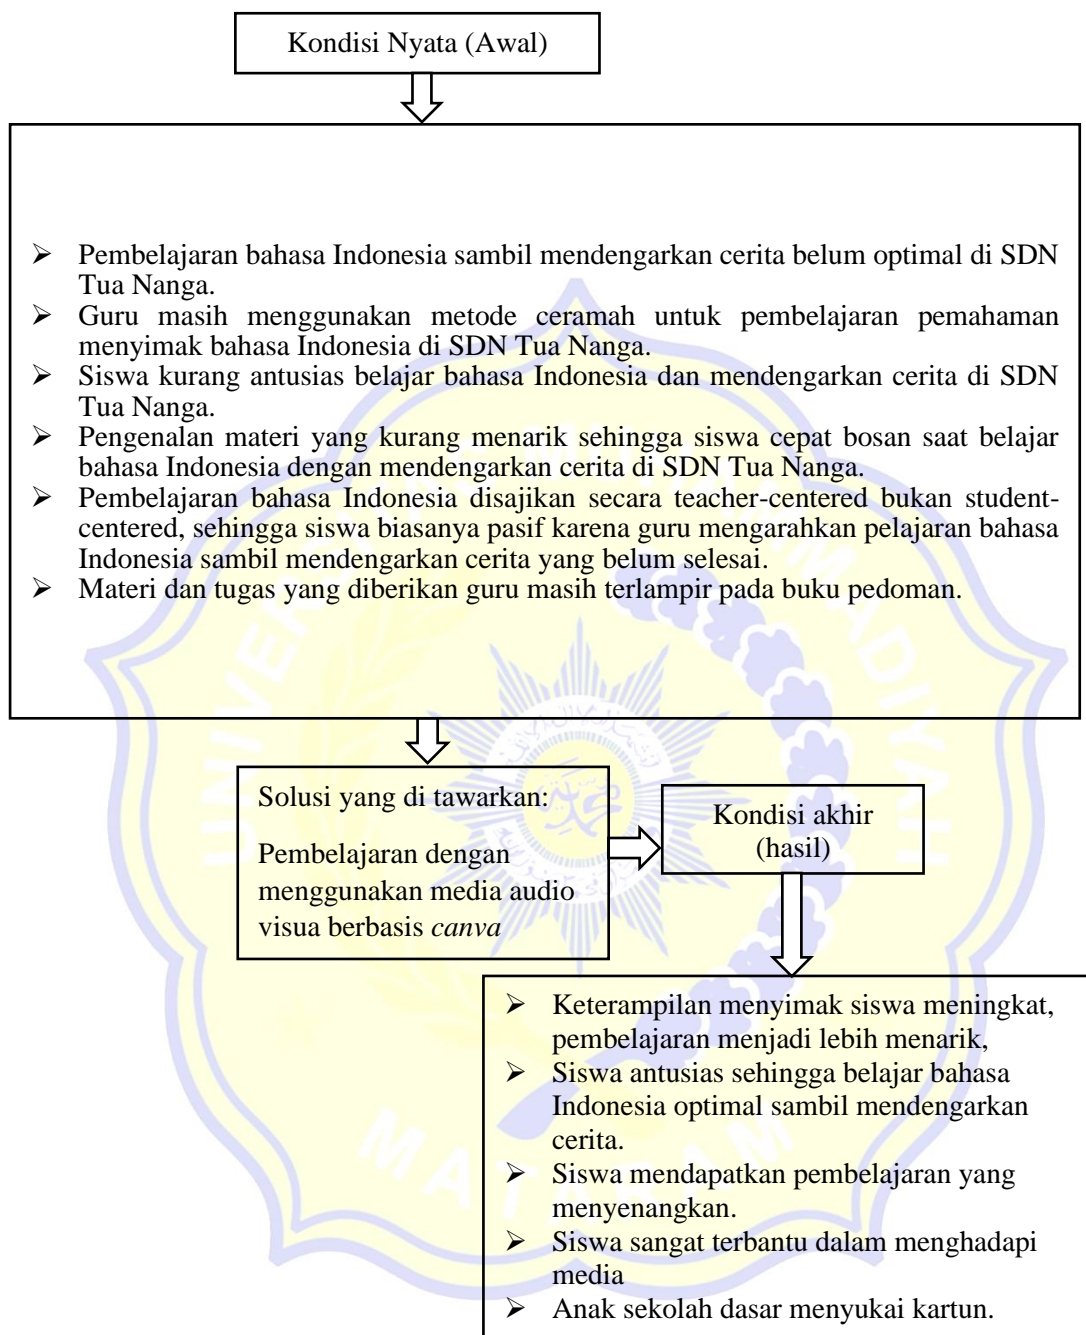 Kondisi Nyata (Awal)
➢ Pembelajaran bahasa Indonesia sambil mendengarkan cerita belum optimal di SDN
Tua Nanga.
➢ Guru masih menggunakan metode ceramah untuk pembelajaran pemahaman
menyimak bahasa Indonesia di SDN Tua Nanga.
➢ Siswa kurang antusias belajar bahasa Indonesia dan mendengarkan cerita di SDN
Tua Nanga.
➢ Pengenalan materi yang kurang menarik sehingga siswa cepat bosan saat belajar
bahasa Indonesia dengan mendengarkan cerita di SDN Tua Nanga.
➢ Pembelajaran bahasa Indonesia disajikan secara teacher-centered bukan student-
centered, sehingga siswa biasanya pasif karena guru mengarahkan pelajaran bahasa
Indonesia sambil mendengarkan cerita yang belum selesai.
➢ Materi dan tugas yang diberikan guru masih terlampir pada buku pedoman.
Solusi yang di tawarkan:
Pembelajaran dengan
menggunakan media audio
visua berbasis canva
Kondisi akhir
(hasil)
➢ Keterampilan menyimak siswa meningkat,
pembelajaran menjadi lebih menarik,
➢ Siswa antusias sehingga belajar bahasa
Indonesia optimal sambil mendengarkan
cerita.
➢ Siswa mendapatkan pembelajaran yang
menyenangkan.
➢ Siswa sangat terbantu dalam menghadapi
media
➢ Anak sekolah dasar menyukai kartun.
UNIVERSITAS MUHAMMADIYAH
MATARAM